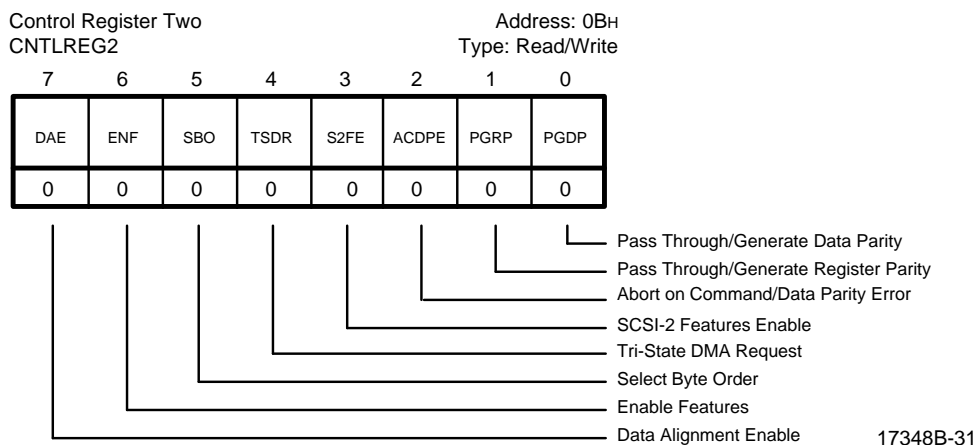 Control Register Two Address: 0BH
CNTLREG2 Type: Read/Write
7 6 5 4 3 2 1 0
DAE ENF SBO TSDR S2FE ACDPE PGRP PGDP
0 0 0 0 0 0 0 0
Pass Through/Generate Data Parity
Pass Through/Generate Register Parity
Abort on Command/Data Parity Error
SCSI-2 Features Enable
Tri-State DMA Request
Select Byte Order
Enable Features
Data Alignment Enable 17348B-31